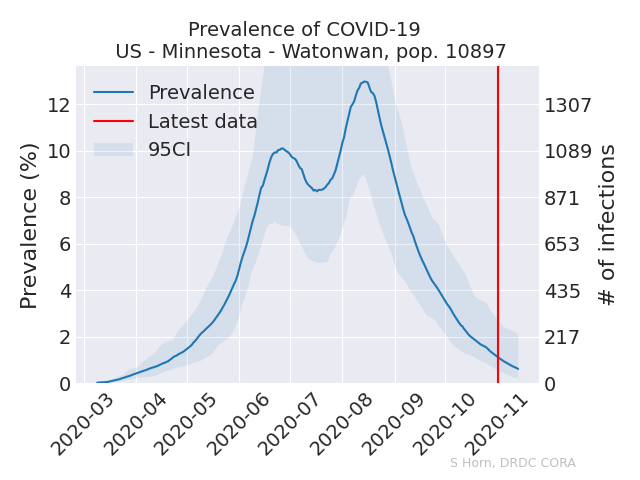 Prevalence of COVID-19
US - Minnesota - Watonwan, pop. 10897
Prevalence
Latest data
95CI
Prevalence (%)
12
10
8
6
4
2
0
1307
1089
871
653
435
217
0
# of infections
2020-03
2020-04
2020-05
2020-06
2020-07
2020-08
2020-09
2020-10
2020-11
S Horn, DRDC CORA